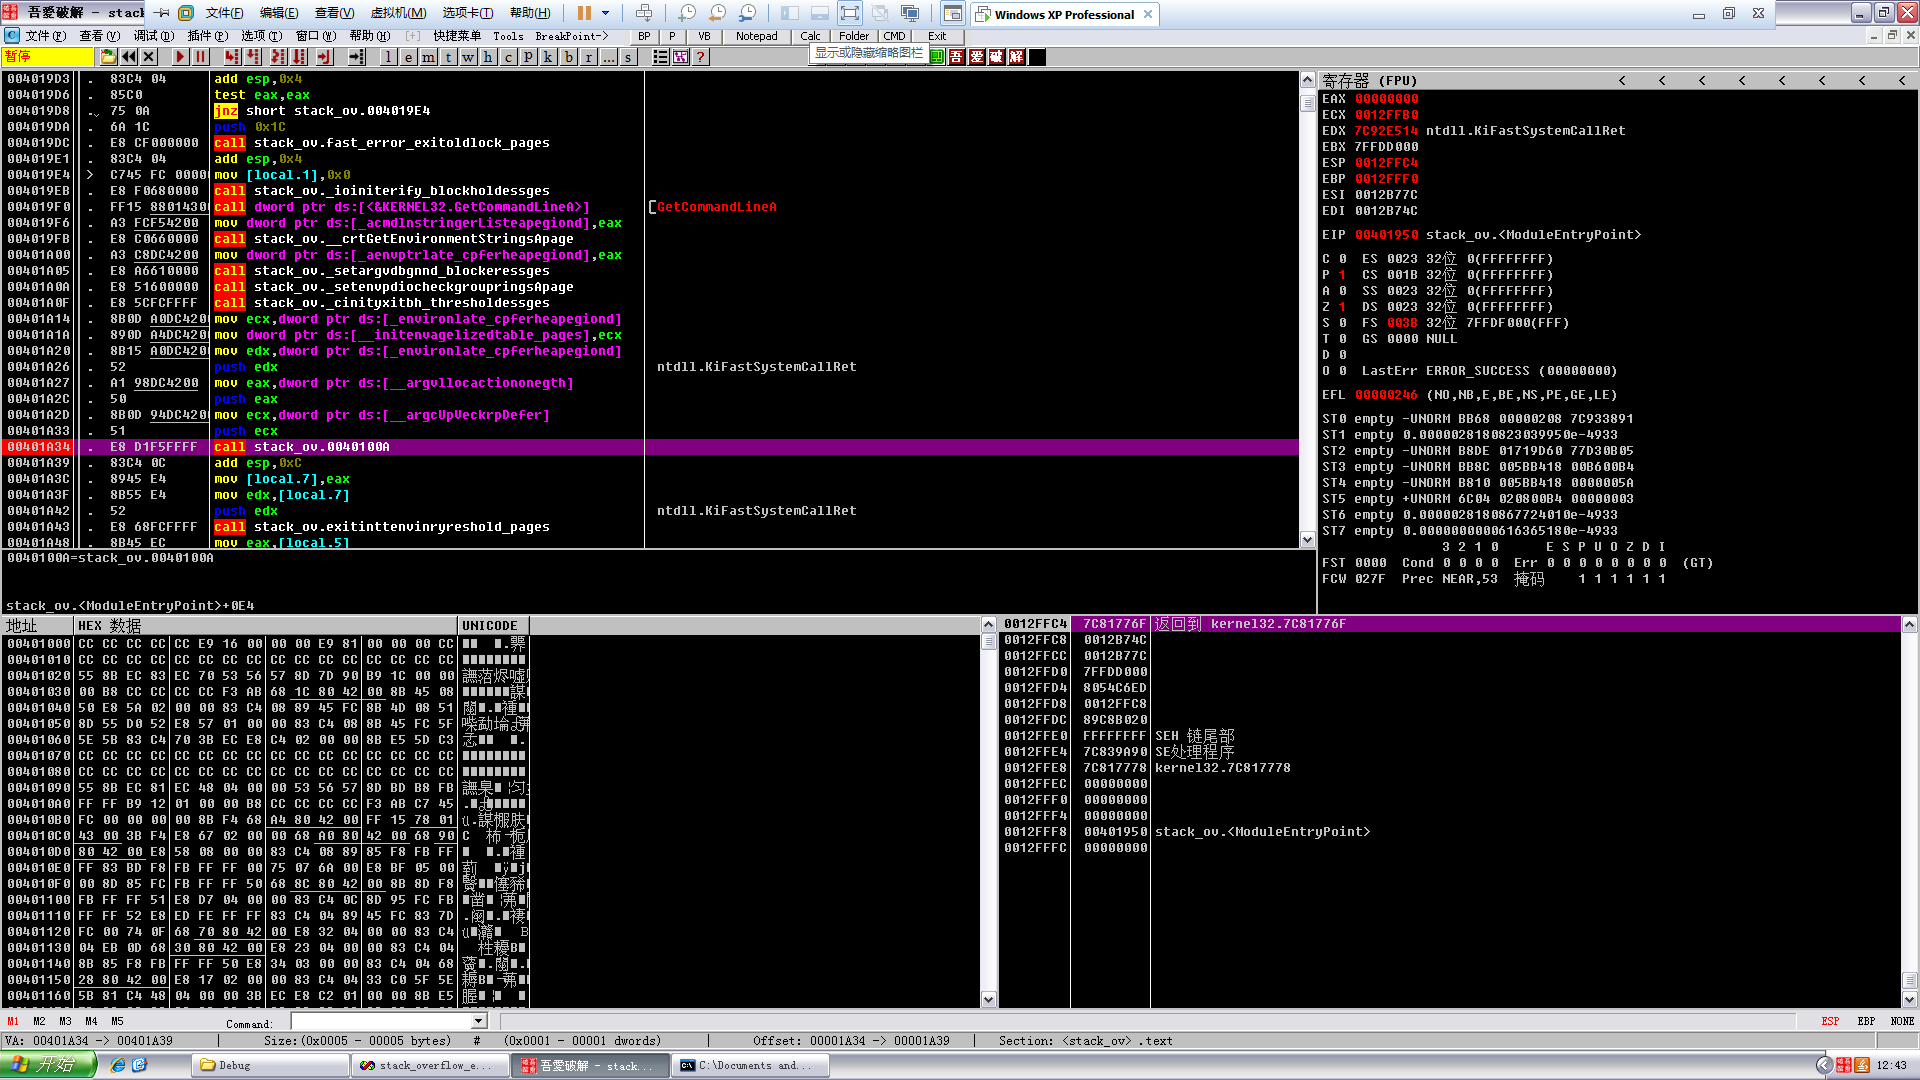 吾爱破解 - stack
文件(F) 编辑(E) 查看(V) 虚拟机(M) 选项卡(T) 帮助(H)
Windows XP Professional
文件(F) 查看(V) 调试(D) 插件(P) 选项(T) 窗口(W) 帮助(H) [+] 快捷菜单 Tools BreakPoint-> BP P VB Notepad Calc Folder CMD Exit
暂停
l e m t w h c p k b r ... s
显示或隐藏缩略图栏
吾 爱 破 解
004019D3 . 83C4 04 add esp,0x4
004019D6 . 85C0 test eax,eax
004019D8 . 75 0A jnz short stack_ov.004019E4
004019DA . 6A 1C push 0x1C
004019DC . E8 CF000000 call stack_ov.fast_error_exitoldlock_pages
004019E1 . 83C4 04 add esp,0x4
004019E4 > C745 FC 0000 mov [local.1],0x0
004019EB . E8 F0680000 call stack_ov._ioiniterify_blockholdessges
004019F0 . FF15 88014300 call dword ptr ds:[<&KERNEL32.GetCommandLineA>] [GetCommandLineA
004019F6 . A3 FCF54200 mov dword ptr ds:[_acmdlnstringerListeapegiond],eax
004019FB . E8 C0660000 call stack_ov.__crtGetEnvironmentStringsApage
00401A00 . A3 C8DC4200 mov dword ptr ds:[_aenvptrlate_cpferheapegiond],eax
00401A05 . E8 A6610000 call stack_ov._setargvdbgnnd_blockeressges
00401A0A . E8 51600000 call stack_ov._setenvpdiocheckgroupringsApage
00401A0F . E8 5CFCFFFF call stack_ov._cinityxitbh_thresholdessges
00401A14 . 8B0D A0DC4200 mov ecx,dword ptr ds:[_environlate_cpferheapegiond]
00401A1A . 890D A4DC4200 mov dword ptr ds:[__initenvagelizedtable_pages],ecx
00401A20 . 8B15 A0DC4200 mov edx,dword ptr ds:[_environlate_cpferheapegiond]
00401A26 . 52 push edx ntdll.KiFastSystemCallRet
00401A27 . A1 98DC4200 mov eax,dword ptr ds:[__argvllocactiononegth]
00401A2C . 50 push eax
00401A2D . 8B0D 94DC4200 mov ecx,dword ptr ds:[__argcUpVeckrpDefer]
00401A33 . 51 push ecx
00401A34 . E8 D1F5FFFF call stack_ov.0040100A
00401A39 . 83C4 0C add esp,0xC
00401A3C . 8945 E4 mov [local.7],eax
00401A3F . 8B55 E4 mov edx,[local.7]
00401A42 . 52 push edx ntdll.KiFastSystemCallRet
00401A43 . E8 68FCFFFF call stack_ov.exitinttenvinryreshold_pages
00401A48 . 8B45 EC mov eax,[local.5]
0040100A=stack_ov.0040100A
stack_ov.<ModuleEntryPoint>+0E4
寄存器 (FPU) < < < < < < < <
EAX 00000000
ECX 0012FFB0
EDX 7C92E514 ntdll.KiFastSystemCallRet
EBX 7FFDD000
ESP 0012FFC4
EBP 0012FFF0
ESI 0012B77C
EDI 0012B74C
EIP 00401950 stack_ov.<ModuleEntryPoint>
C 0 ES 0023 32位 0(FFFFFFFF)
P 1 CS 001B 32位 0(FFFFFFFF)
A 0 SS 0023 32位 0(FFFFFFFF)
Z 1 DS 0023 32位 0(FFFFFFFF)
S 0 FS 003B 32位 7FFDF000(FFF)
T 0 GS 0000 NULL
D 0
O 0 LastErr ERROR_SUCCESS (00000000)
EFL 00000246 (NO,NB,E,BE,NS,PE,GE,LE)
ST0 empty -UNORM BB68 00000208 7C933891
ST1 empty 0.0000028180823039950e-4933
ST2 empty -UNORM B8DE 01719D60 77D30B05
ST3 empty -UNORM BB8C 005BB418 00B600B4
ST4 empty -UNORM B810 005BB418 0000005A
ST5 empty +UNORM 6C04 020800B4 00000003
ST6 empty 0.0000028180867724010e-4933
ST7 empty 0.0000000000616365180e-4933
3 2 1 0 E S P U O Z D I
FST 0000 Cond 0 0 0 0 Err 0 0 0 0 0 0 0 0 (GT)
FCW 027F Prec NEAR,53 掩码 1 1 1 1 1 1
地址 HEX 数据 UNICODE
00401000 CC CC CC CC CC E9 16 00 00 00 E9 81 00 00 00 CC
00401010 CC CC CC CC CC CC CC CC CC CC CC CC CC CC CC CC
00401020 55 8B EC 83 EC 70 53 56 57 8D 7D 90 B9 1C 00 00
00401030 00 B8 CC CC CC CC F3 AB 68 1C 80 42 00 8B 45 08
00401040 50 E8 5A 02 00 00 83 C4 08 89 45 FC 8B 4D 08 51
00401050 8D 55 D0 52 E8 57 01 00 00 83 C4 08 8B 45 FC 5F
00401060 5E 5B 83 C4 70 3B EC E8 C4 02 00 00 8B E5 5D C3
00401070 CC CC CC CC CC CC CC CC CC CC CC CC CC CC CC CC
00401080 CC CC CC CC CC CC CC CC CC CC CC CC CC CC CC CC
00401090 55 8B EC 81 EC 48 04 00 00 53 56 57 8D BD B8 FB
004010A0 FF FF B9 12 01 00 00 B8 CC CC CC CC F3 AB C7 45
004010B0 FC 00 00 00 00 8B F4 68 A4 80 42 00 FF 15 78 01
004010C0 43 00 3B F4 E8 67 02 00 00 68 A0 80 42 00 68 90
004010D0 80 42 00 E8 58 08 00 00 83 C4 08 89 85 F8 FB FF
004010E0 FF 83 BD F8 FB FF FF 00 75 07 6A 00 E8 BF 05 00
004010F0 00 8D 85 FC FB FF FF 50 68 8C 80 42 00 8B 8D F8
00401100 FB FF FF 51 E8 D7 04 00 00 83 C4 0C 8D 95 FC FB
00401110 FF FF 52 E8 ED FE FF FF 83 C4 04 89 45 FC 83 7D
00401120 FC 00 74 0F 68 70 80 42 00 E8 32 04 00 00 83 C4
00401130 04 EB 0D 68 30 80 42 00 E8 23 04 00 00 83 C4 04
00401140 8B 85 F8 FB FF FF 50 E8 34 03 00 00 83 C4 04 68
00401150 28 80 42 00 E8 17 02 00 00 83 C4 04 33 C0 5F 5E
00401160 5B 81 C4 48 04 00 00 3B EC E8 C2 01 00 00 8B E5
0012FFC4 7C81776F 返回到 kernel32.7C81776F
0012FFC8 0012B74C
0012FFCC 0012B77C
0012FFD0 7FFDD000
0012FFD4 8054C6ED
0012FFD8 0012FFC8
0012FFDC 89C8B020
0012FFE0 FFFFFFFF SEH 链尾部
0012FFE4 7C839A90 SE处理程序
0012FFE8 7C817778 kernel32.7C817778
0012FFEC 00000000
0012FFF0 00000000
0012FFF4 00000000
0012FFF8 00401950 stack_ov.<ModuleEntryPoint>
0012FFFC 00000000
M1 M2 M3 M4 M5 Command: ESP EBP NONE
VA: 00401A34 -> 00401A39 Size:(0x0005 - 00005 bytes) # (0x0001 - 00001 dwords) Offset: 00001A34 -> 00001A39 Section: <stack_ov> .text
开始 Debug stack_overflow_e... 吾爱破解 - stack... C:\Documents and... 12:43